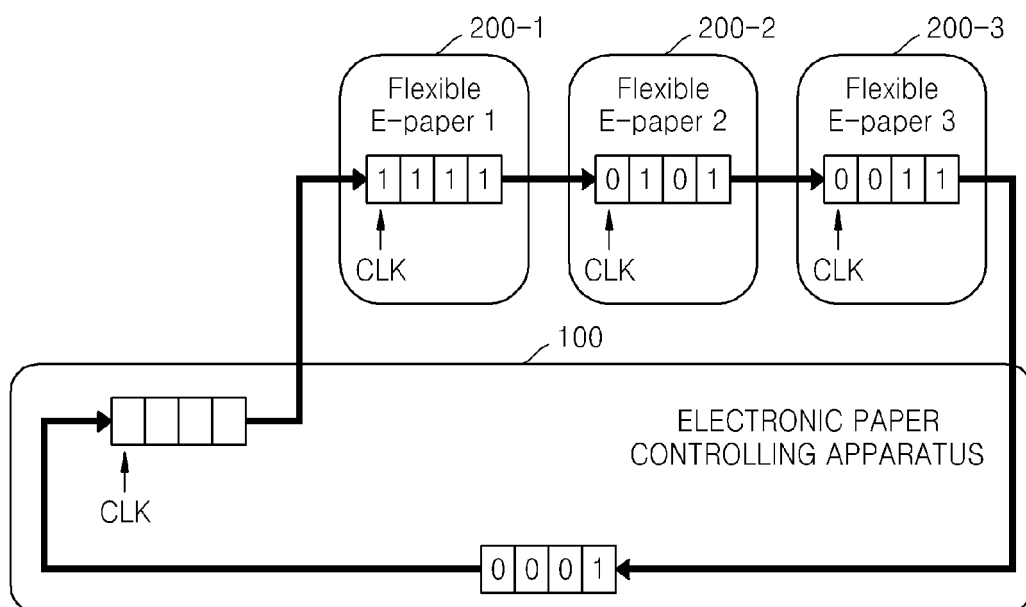 200-1
200-2
200-3
Flexible
E-paper 1
Flexible
E-paper 2
Flexible
E-paper 3
1 1 1 1
0 1 0 1
0 0 1 1
CLK
CLK
CLK
100
ELECTRONIC PAPER
CONTROLLING APPARATUS
CLK
0 0 0 1